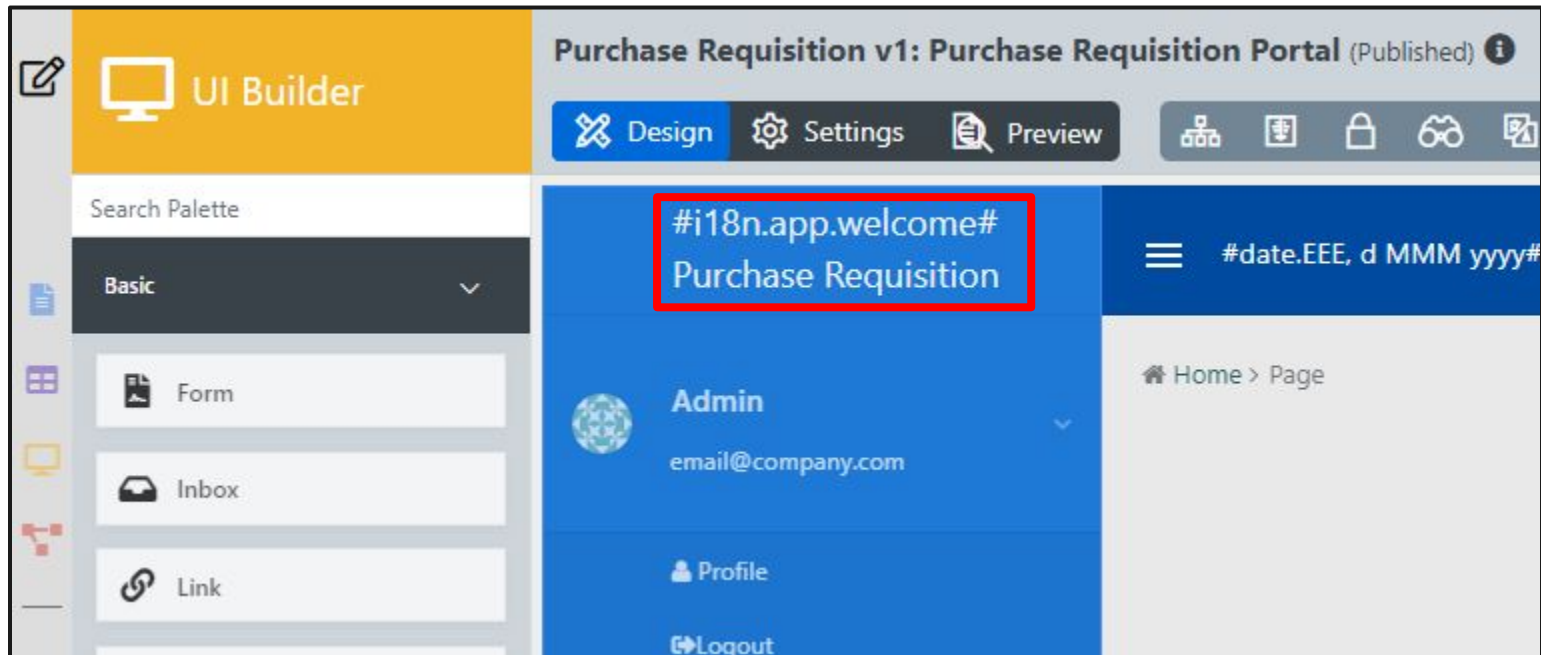 Purchase Requisition v1: Purchase Requisition Portal (Published)
UI Builder
Design Settings Preview
Search Palette
Basic
Form
Inbox
Link
#i18n.app.welcome#
Purchase Requisition
#date.EEE, d MMM yyyy#
Home > Page
Admin
email@company.com
Profile
Logout